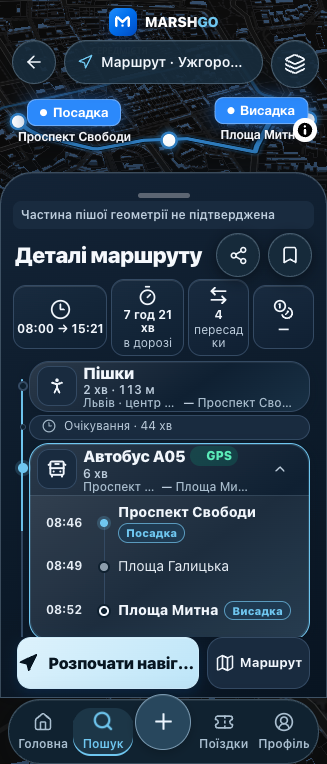 MARSHGO
Маршрут · Ужгоро...
Посадка
Висадка
Проспект Свободи
Площа Митн
Частина пішої геометрії не підтверджена
Деталі маршруту
08:00 → 15:21
7 год 21
хв
в дорозі
4
пересад
ки
—
Пішки
2 хв · 113 м
Львів · центр ... — Проспект Сво...
Очікування · 44 хв
Автобус А05
GPS
6 хв
Проспект ... — Площа Ми...
08:46
Проспект Свободи
Посадка
08:49
Площа Галицька
08:52
Площа Митна
Висадка
Розпочати навіг...
Маршрут
Головна
Пошук
Поїздки
Профіль